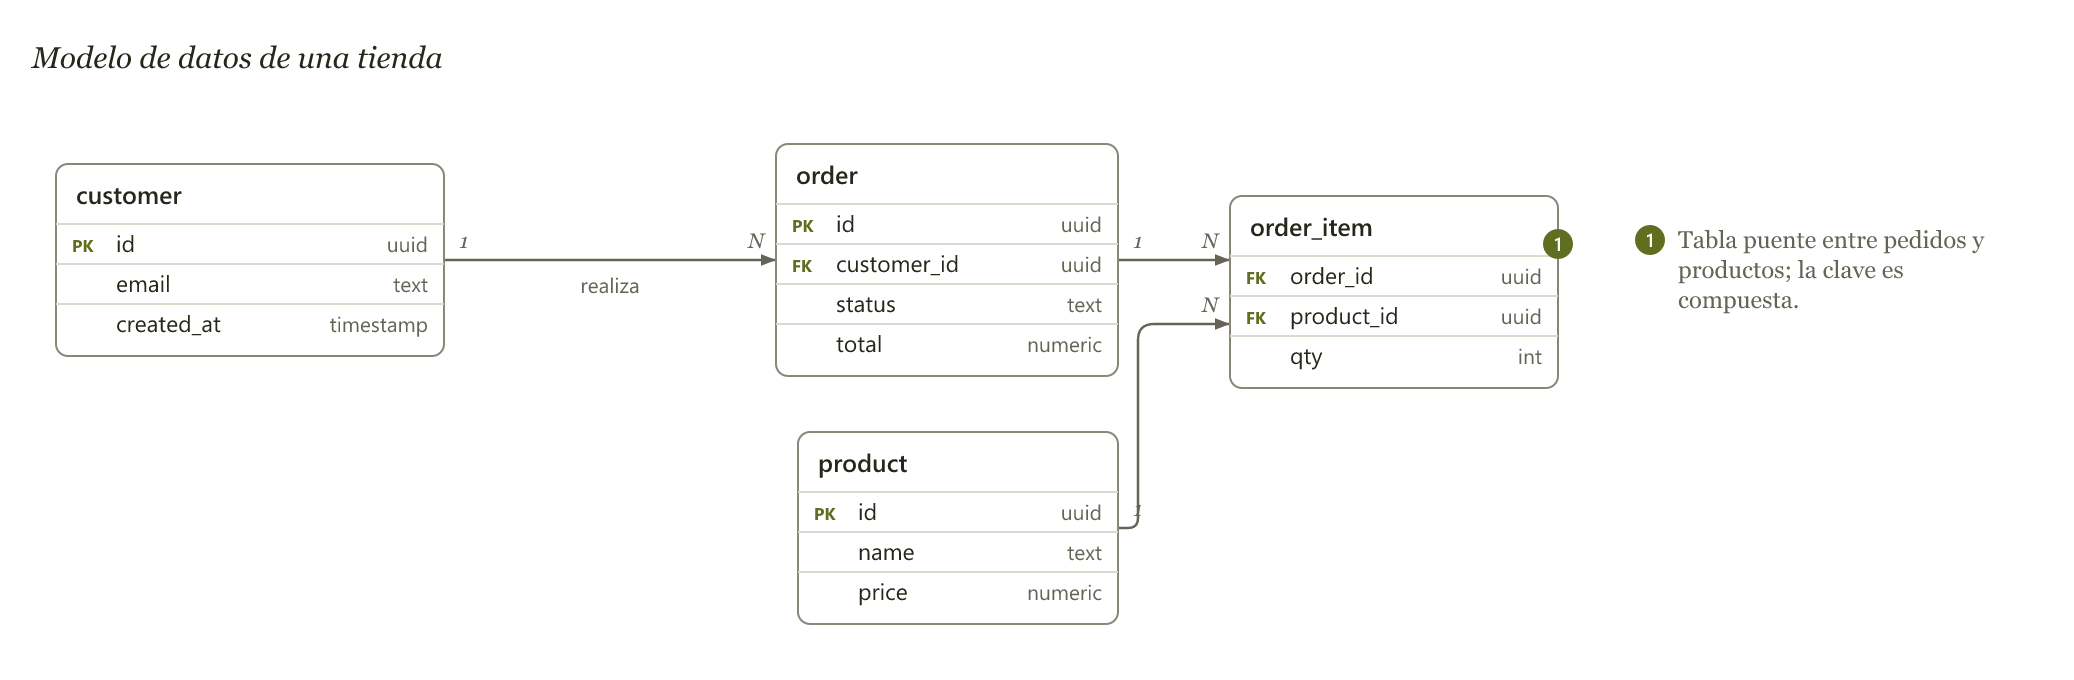 Modelo de datos de una tienda
customer
PK id uuid
email text
created_at timestamp
1
N
realiza
order
PK id uuid
FK customer_id uuid
status text
total numeric
1
N
order_item
1
FK order_id uuid
FK product_id uuid
qty int
N
product
PK id uuid
name text
price numeric
1
1 Tabla puente entre pedidos y
productos; la clave es
compuesta.